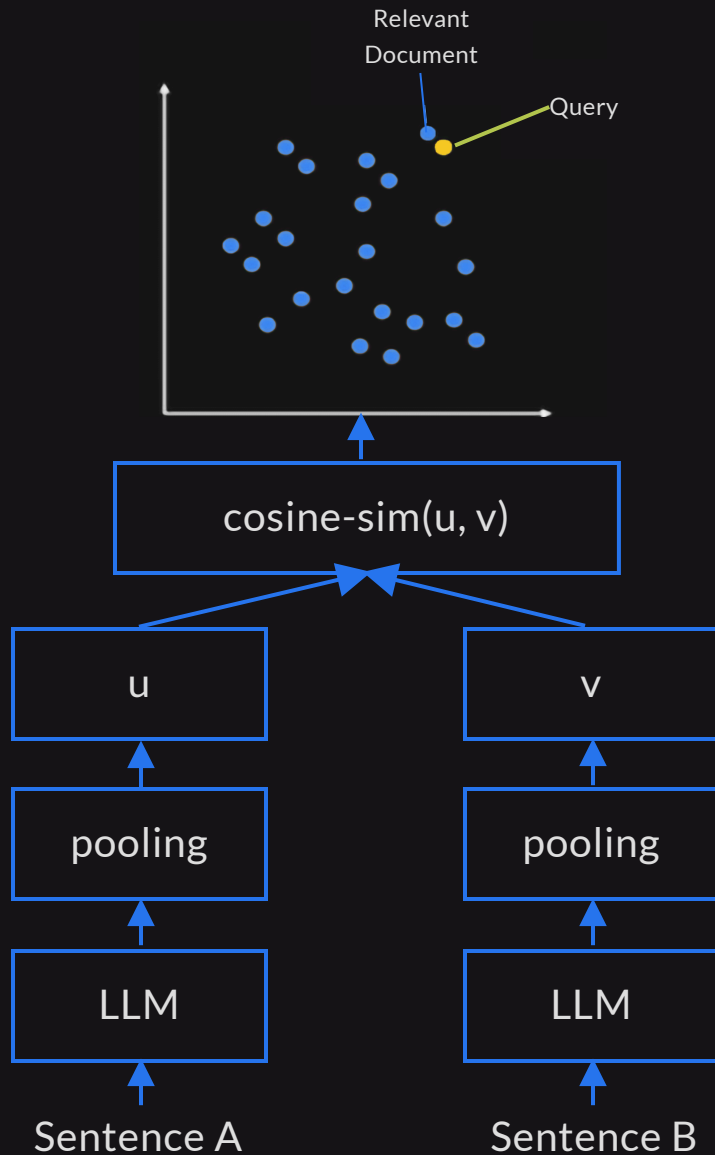 Relevant
Document
Query
cosine-sim(u, v)
u
v
pooling
pooling
LLM
LLM
Sentence A
Sentence B